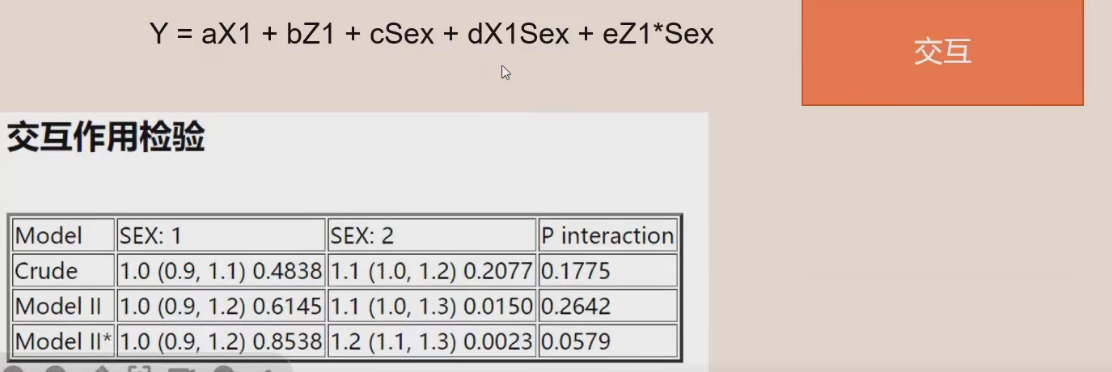 Y = aX1 + bZ1 + cSex + dX1Sex + eZ1*Sex
交互
交互作用检验
Model SEX: 1 SEX: 2 P interaction
Crude 1.0 (0.9, 1.1) 0.4838 1.1 (1.0, 1.2) 0.2077 0.1775
Model II 1.0 (0.9, 1.2) 0.6145 1.1 (1.0, 1.3) 0.0150 0.2642
Model II* 1.0 (0.9, 1.2) 0.8538 1.2 (1.1, 1.3) 0.0023 0.0579